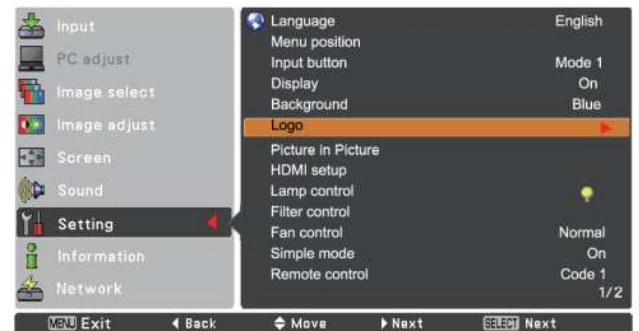 Input
PC adjust
Image select
Image adjust
Screen
Sound
Setting
Information
Network
Language English
Menu position
Input button Mode 1
Display On
Background Blue
Logo
Picture in Picture
HDMI setup
Lamp control
Filter control
Fan control Normal
Simple mode On
Remote control Code 1
1/2
MENU Exit Back Move Next SELECT Next